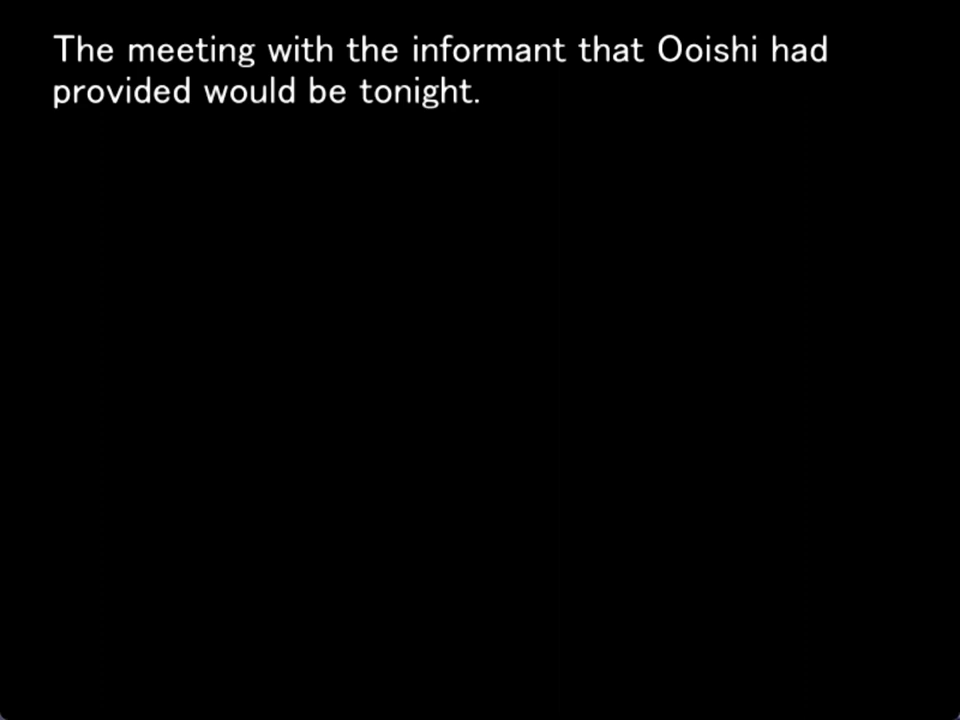 The meeting with the informant that Ooishi had
provided would be tonight.